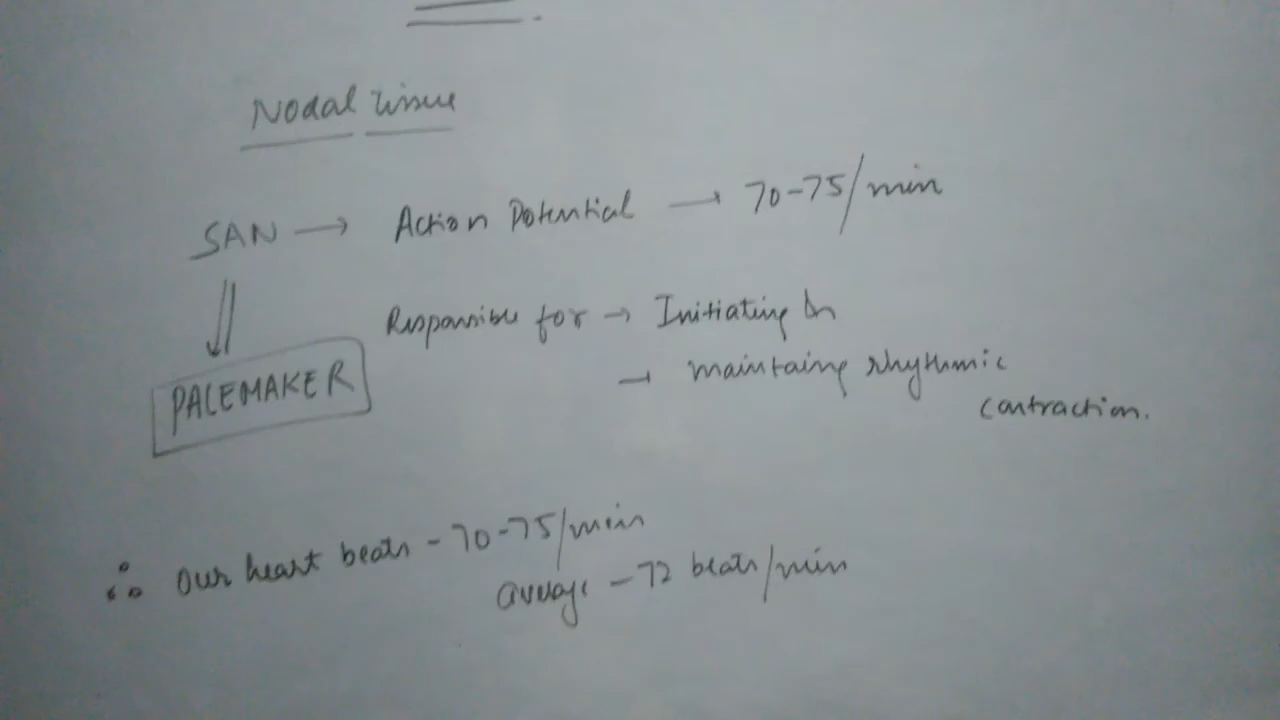 Nodal Tissue
SAN → Action Potential → 70-75/min
Responsible for → Initiating &
→ maintaing rhythmic
contraction.
PACEMAKER
∴ our heart beats - 70-75/min
average - 72 beats/min